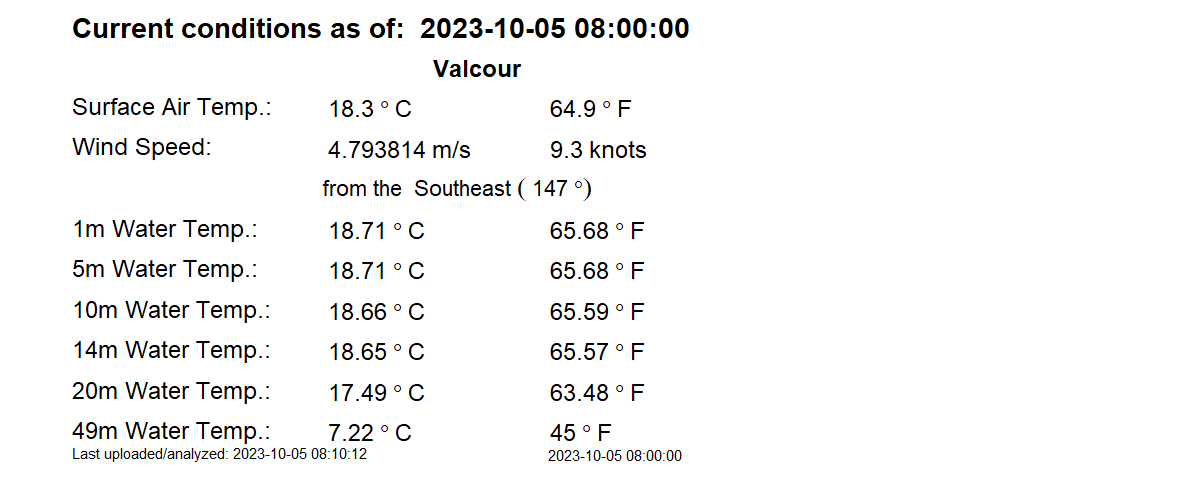 Current conditions as of:  2023-10-05 08:00:00
Valcour
Surface Air Temp.: 18.3 ° C 64.9 ° F
Wind Speed: 4.793814 m/s 9.3 knots
from the  Southeast ( 147 °)
1m Water Temp.: 18.71 ° C 65.68 ° F
5m Water Temp.: 18.71 ° C 65.68 ° F
10m Water Temp.: 18.66 ° C 65.59 ° F
14m Water Temp.: 18.65 ° C 65.57 ° F
20m Water Temp.: 17.49 ° C 63.48 ° F
49m Water Temp.: 7.22 ° C 45 ° F
Last uploaded/analyzed: 2023-10-05 08:10:12 2023-10-05 08:00:00